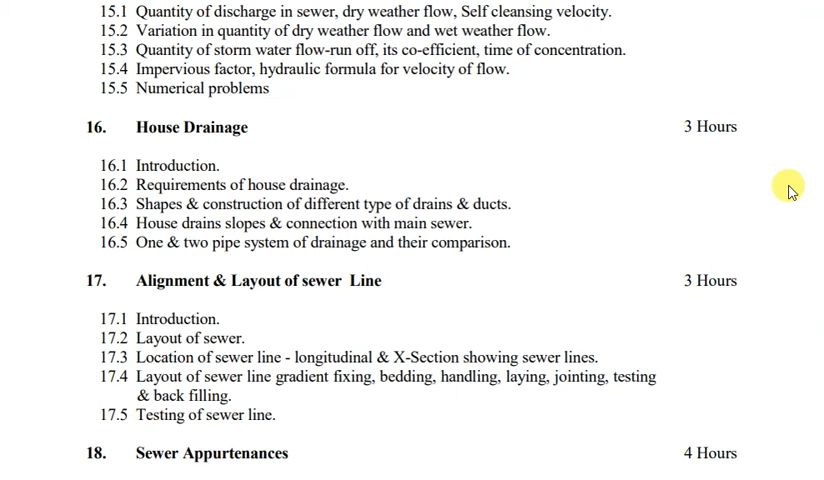 15.1 Quantity of discharge in sewer, dry weather flow, Self cleansing velocity.
15.2 Variation in quantity of dry weather flow and wet weather flow.
15.3 Quantity of storm water flow-run off, its co-efficient, time of concentration.
15.4 Impervious factor, hydraulic formula for velocity of flow.
15.5 Numerical problems
16. House Drainage 3 Hours
16.1 Introduction.
16.2 Requirements of house drainage.
16.3 Shapes & construction of different type of drains & ducts.
16.4 House drains slopes & connection with main sewer.
16.5 One & two pipe system of drainage and their comparison.
17. Alignment & Layout of sewer Line 3 Hours
17.1 Introduction.
17.2 Layout of sewer.
17.3 Location of sewer line - longitudinal & X-Section showing sewer lines.
17.4 Layout of sewer line gradient fixing, bedding, handling, laying, jointing, testing
& back filling.
17.5 Testing of sewer line.
18. Sewer Appurtenances 4 Hours